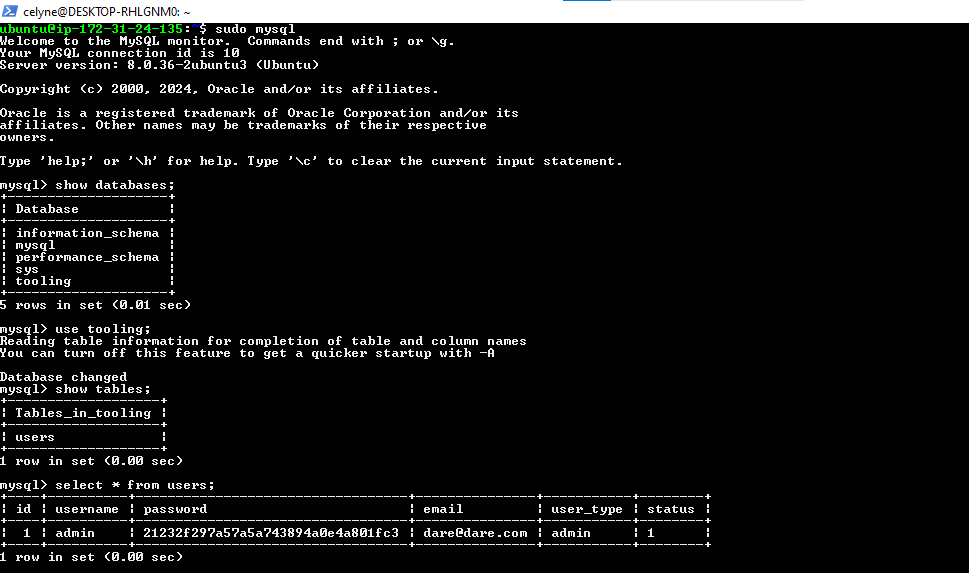 celyne@DESKTOP-RHLGNM0: ~
ubuntu@ip-172-31-24-135:~$ sudo mysql
Welcome to the MySQL monitor.  Commands end with ; or \g.
Your MySQL connection id is 10
Server version: 8.0.36-2ubuntu3 (Ubuntu)
Copyright (c) 2000, 2024, Oracle and/or its affiliates.
Oracle is a registered trademark of Oracle Corporation and/or its
affiliates. Other names may be trademarks of their respective
owners.
Type 'help;' or '\h' for help. Type '\c' to clear the current input statement.
mysql> show databases;
+--------------------+
| Database           |
+--------------------+
| information_schema |
| mysql              |
| performance_schema |
| sys                |
| tooling            |
+--------------------+
5 rows in set (0.01 sec)
mysql> use tooling;
Reading table information for completion of table and column names
You can turn off this feature to get a quicker startup with -A
Database changed
mysql> show tables;
+-------------------+
| Tables_in_tooling |
+-------------------+
| users             |
+-------------------+
1 row in set (0.00 sec)
mysql> select * from users;
+----+----------+----------------------------------+---------------+-----------+--------+
| id | username | password                         | email         | user_type | status |
+----+----------+----------------------------------+---------------+-----------+--------+
|  1 | admin    | 21232f297a57a5a743894a0e4a801fc3 | dare@dare.com | admin     | 1      |
+----+----------+----------------------------------+---------------+-----------+--------+
1 row in set (0.00 sec)